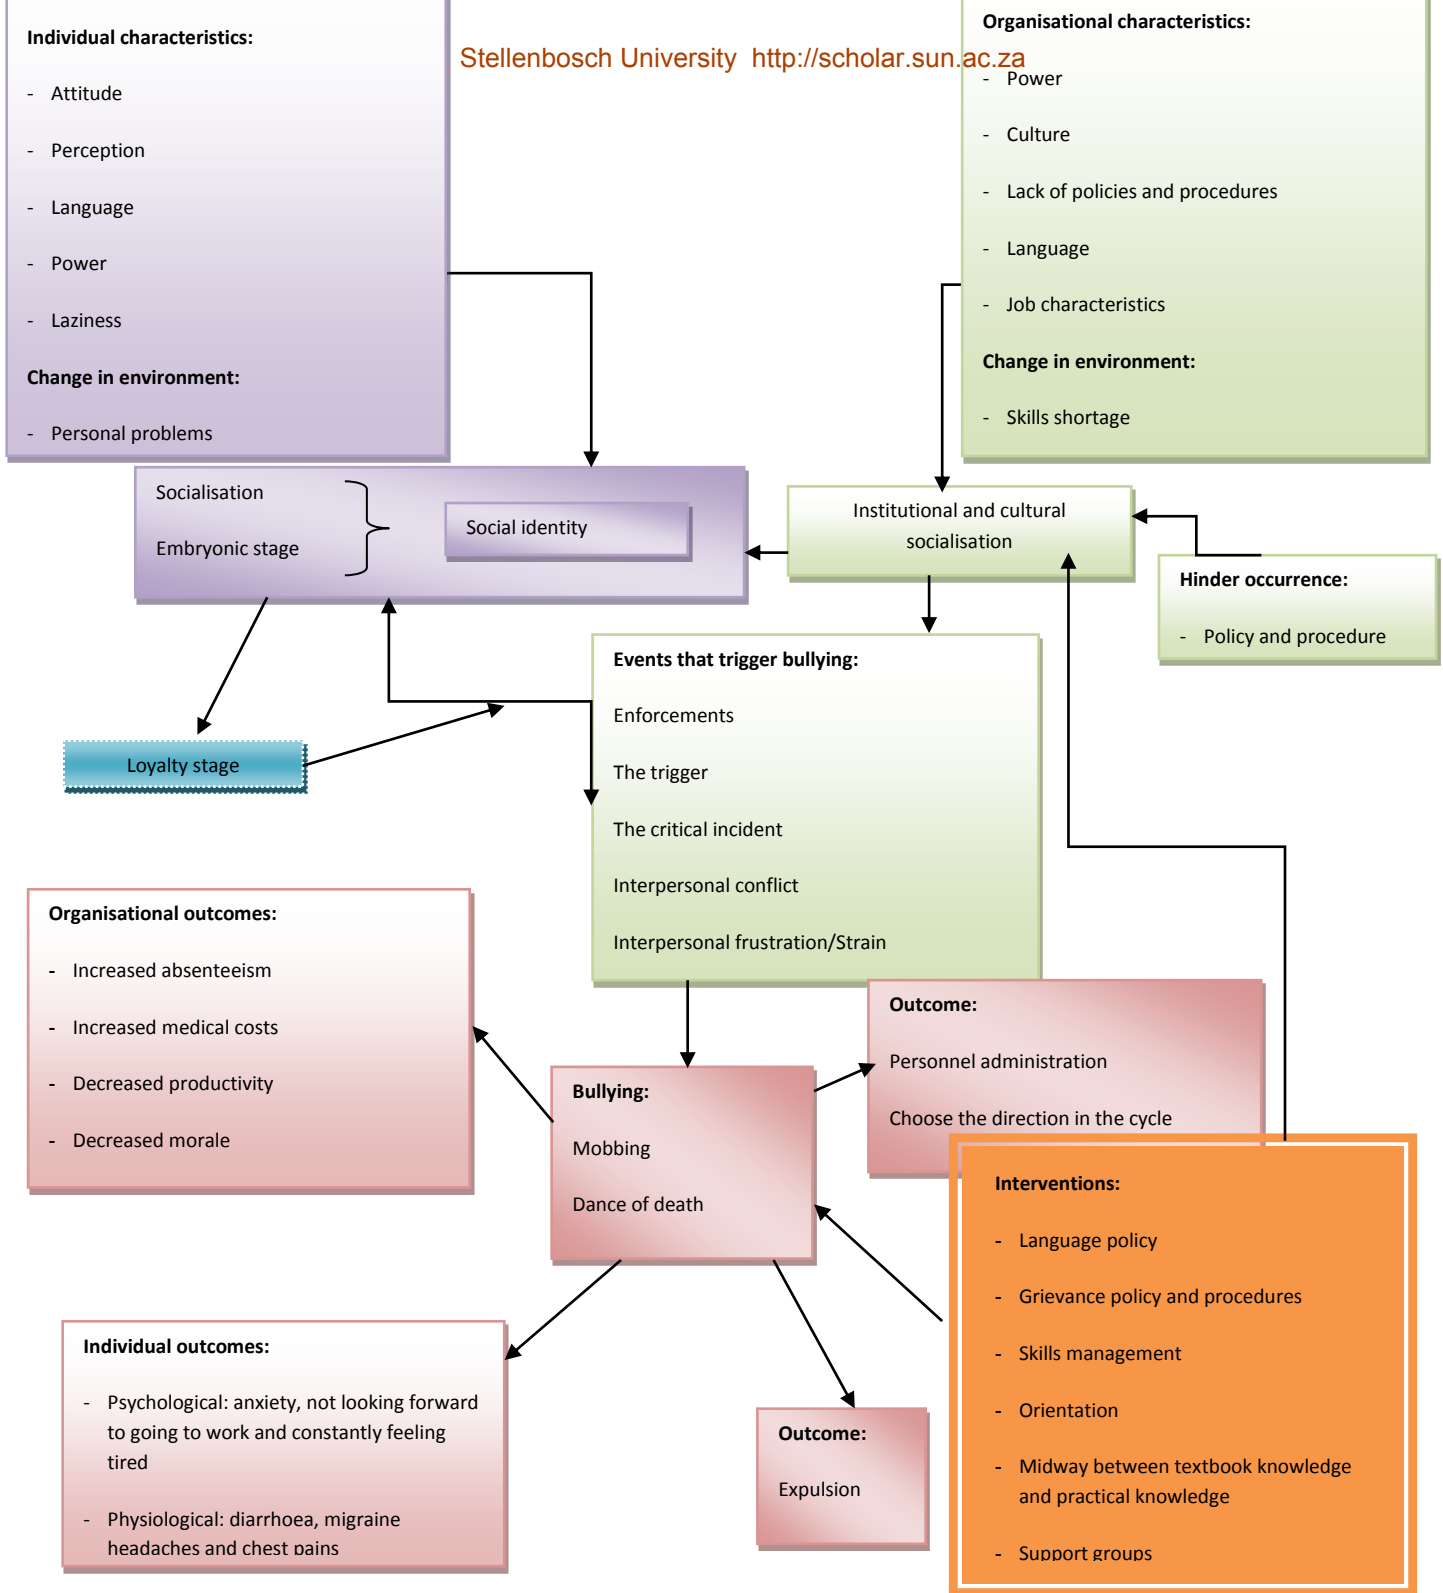 Stellenbosch University http://scholar.sun.ac.za
Individual characteristics:
- Attitude
- Perception
- Language
- Power
- Laziness
Change in environment:
- Personal problems
Organisational characteristics:
- Power
- Culture
- Lack of policies and procedures
- Language
- Job characteristics
Change in environment:
- Skills shortage
Socialisation
Embryonic stage
Social identity
Institutional and cultural
socialisation
Hinder occurrence:
- Policy and procedure
Events that trigger bullying:
Enforcements
The trigger
The critical incident
Interpersonal conflict
Interpersonal frustration/Strain
Loyalty stage
Organisational outcomes:
- Increased absenteeism
- Increased medical costs
- Decreased productivity
- Decreased morale
Bullying:
Mobbing
Dance of death
Outcome:
Personnel administration
Choose the direction in the cycle
Interventions:
- Language policy
- Grievance policy and procedures
- Skills management
- Orientation
- Midway between textbook knowledge
and practical knowledge
- Support groups
Individual outcomes:
- Psychological: anxiety, not looking forward
to going to work and constantly feeling
tired
- Physiological: diarrhoea, migraine
headaches and chest pains
Outcome:
Expulsion